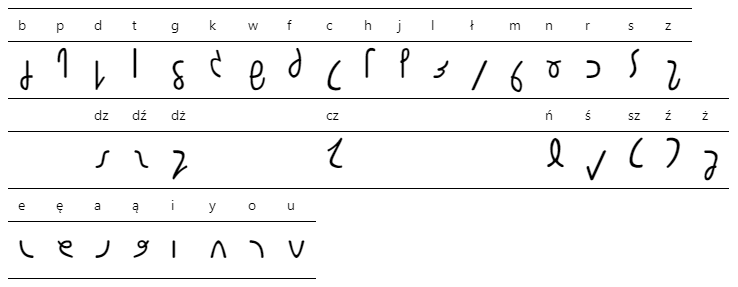 b p d t g k w f c h j l ł m n r s z
dz dź dż cz ń ś sz ź ż
e ę a ą i y o u